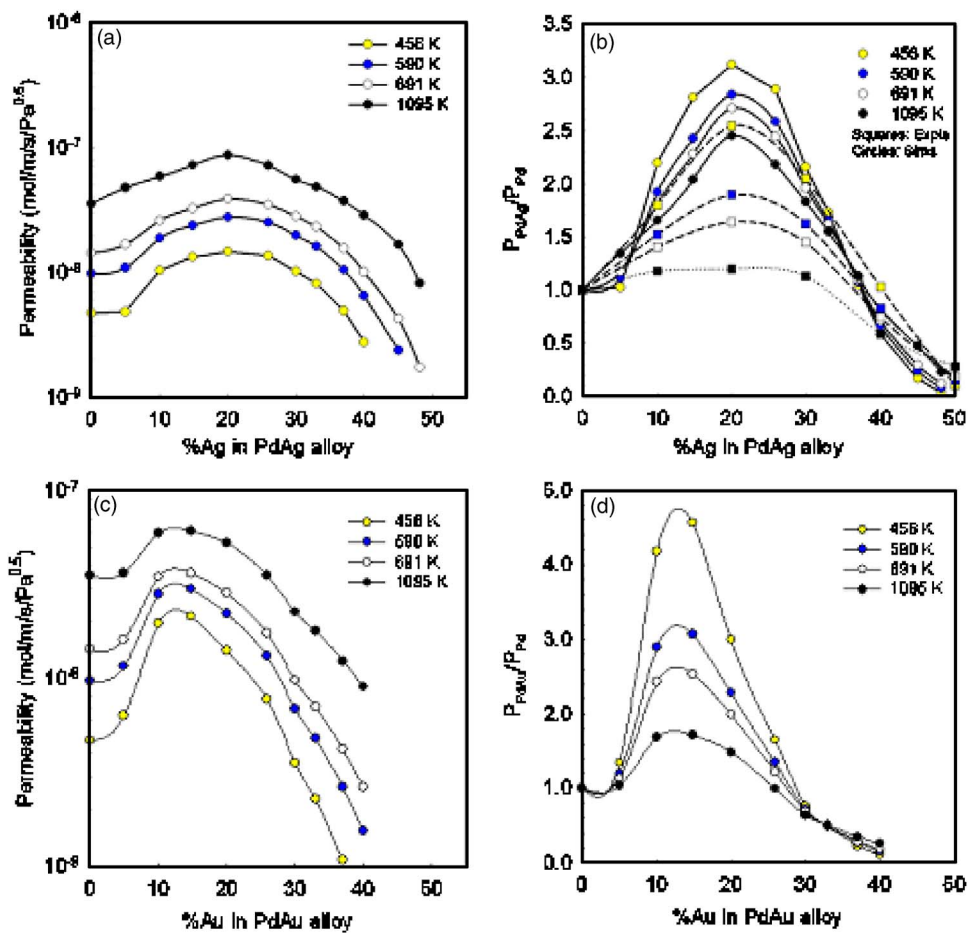 (a)
10⁻⁶
10⁻⁷
10⁻⁸
10⁻⁹
Permeability (mol/m/s/Pa⁰·⁵)
456 K
590 K
691 K
1095 K
0 10 20 30 40 50
%Ag in PdAg alloy
(b)
3.5
3.0
2.5
2.0
1.5
1.0
0.5
0.0
P_PdAg/P_Pd
456 K
590 K
691 K
1095 K
Squares: Expts
Circles: Sims
0 10 20 30 40 50
%Ag in PdAg alloy
(c)
10⁻⁷
10⁻⁸
10⁻⁹
Permeability (mol/m/s/Pa⁰·⁵)
456 K
590 K
691 K
1095 K
0 10 20 30 40 50
%Au in PdAu alloy
(d)
5.0
4.0
3.0
2.0
1.0
0.0
P_PdAu/P_Pd
456 K
590 K
691 K
1095 K
0 10 20 30 40 50
%Au in PdAu alloy